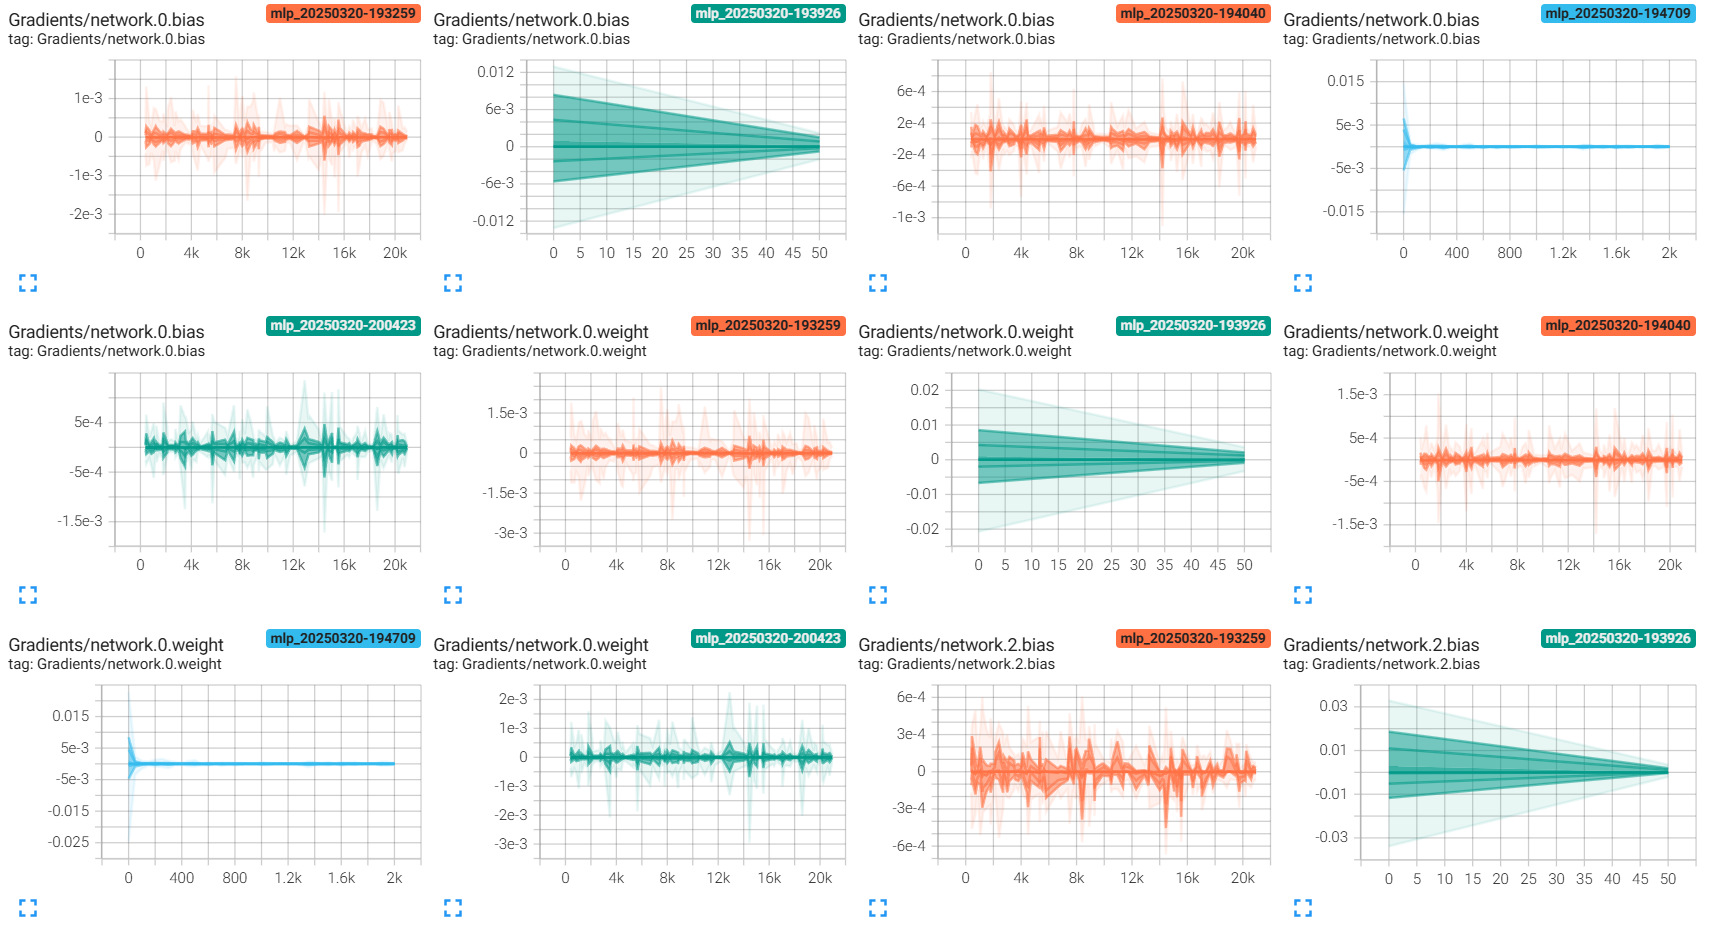 Gradients/network.0.bias
mlp_20250320-193259
tag: Gradients/network.0.bias
1e-3
0
-1e-3
-2e-3
0 4k 8k 12k 16k 20k
Gradients/network.0.bias
mlp_20250320-193926
tag: Gradients/network.0.bias
0.012
6e-3
0
-6e-3
-0.012
0 5 10 15 20 25 30 35 40 45 50
Gradients/network.0.bias
mlp_20250320-194040
tag: Gradients/network.0.bias
6e-4
2e-4
-2e-4
-6e-4
-1e-3
0 4k 8k 12k 16k 20k
Gradients/network.0.bias
mlp_20250320-194709
tag: Gradients/network.0.bias
0.015
5e-3
-5e-3
-0.015
0 400 800 1.2k 1.6k 2k
Gradients/network.0.bias
mlp_20250320-200423
tag: Gradients/network.0.bias
5e-4
-5e-4
-1.5e-3
0 4k 8k 12k 16k 20k
Gradients/network.0.weight
mlp_20250320-193259
tag: Gradients/network.0.weight
1.5e-3
0
-1.5e-3
-3e-3
0 4k 8k 12k 16k 20k
Gradients/network.0.weight
mlp_20250320-193926
tag: Gradients/network.0.weight
0.02
0.01
0
-0.01
-0.02
0 5 10 15 20 25 30 35 40 45 50
Gradients/network.0.weight
mlp_20250320-194040
tag: Gradients/network.0.weight
1.5e-3
5e-4
-5e-4
-1.5e-3
0 4k 8k 12k 16k 20k
Gradients/network.0.weight
mlp_20250320-194709
tag: Gradients/network.0.weight
0.015
5e-3
-5e-3
-0.015
-0.025
0 400 800 1.2k 1.6k 2k
Gradients/network.0.weight
mlp_20250320-200423
tag: Gradients/network.0.weight
2e-3
1e-3
0
-1e-3
-2e-3
-3e-3
0 4k 8k 12k 16k 20k
Gradients/network.2.bias
mlp_20250320-193259
tag: Gradients/network.2.bias
6e-4
3e-4
0
-3e-4
-6e-4
0 4k 8k 12k 16k 20k
Gradients/network.2.bias
mlp_20250320-193926
tag: Gradients/network.2.bias
0.03
0.01
-0.01
-0.03
0 5 10 15 20 25 30 35 40 45 50